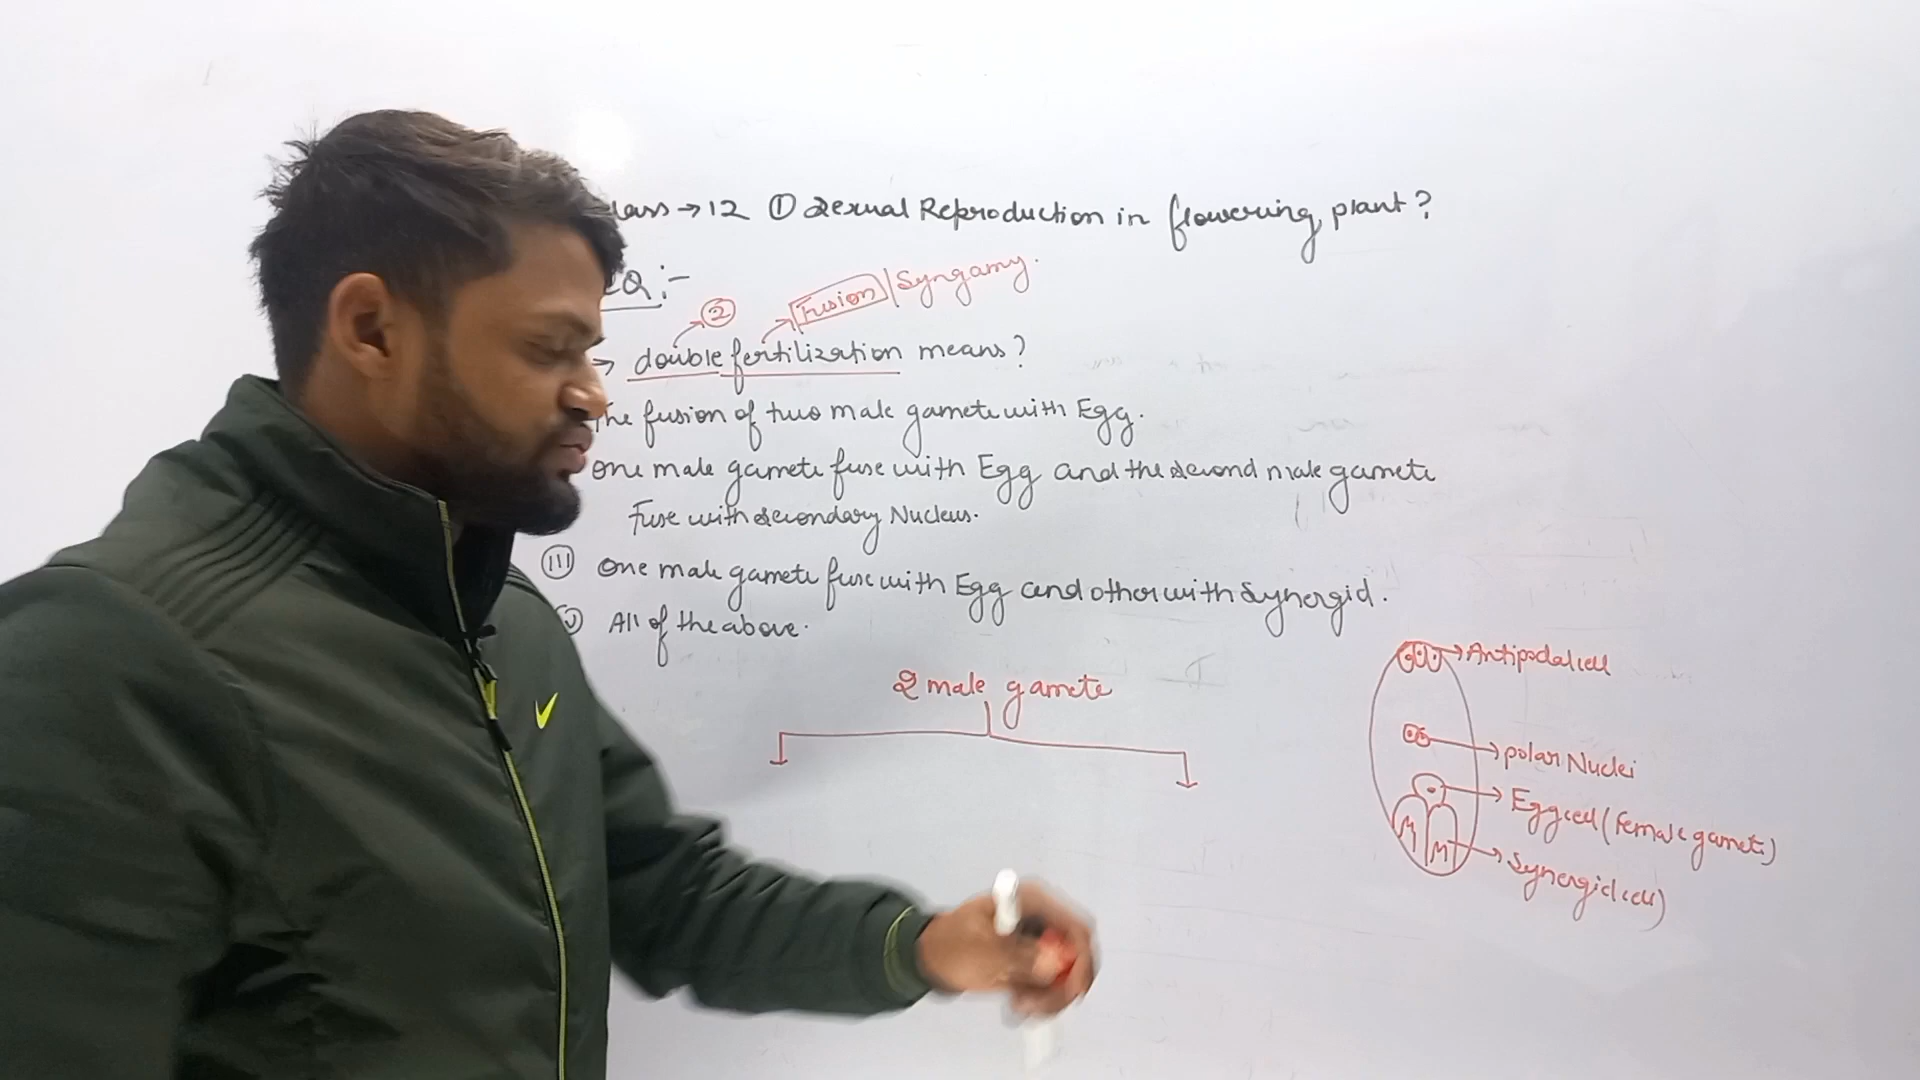 → 12 ① Sexual Reproduction in flowering plant?
Q:-
② Fusion | Syngamy.
→ double fertilization means?
The fusion of two male gamete with Egg.
one male gamete fuse with Egg and the second male gamete
Fuse with secondary Nucleus.
(III) One male gamete fuse with Egg and other with Synergid.
All of the above.
2 male gamete
→ Antipodal cell
→ polar Nuclei
→ Egg cell (female gamete)
→ Synergid cell)